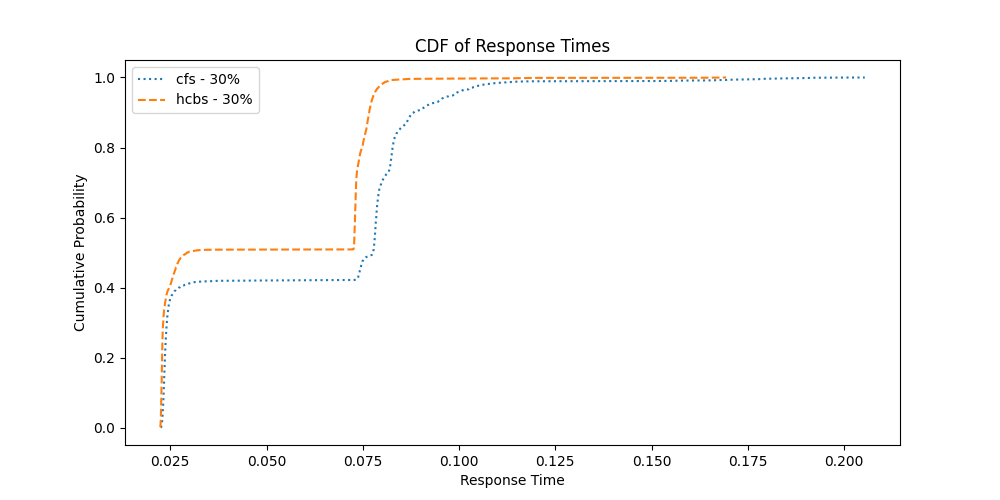 CDF of Response Times
cfs - 30%
hcbs - 30%
Cumulative Probability
1.0
0.8
0.6
0.4
0.2
0.0
0.025
0.050
0.075
0.100
0.125
0.150
0.175
0.200
Response Time